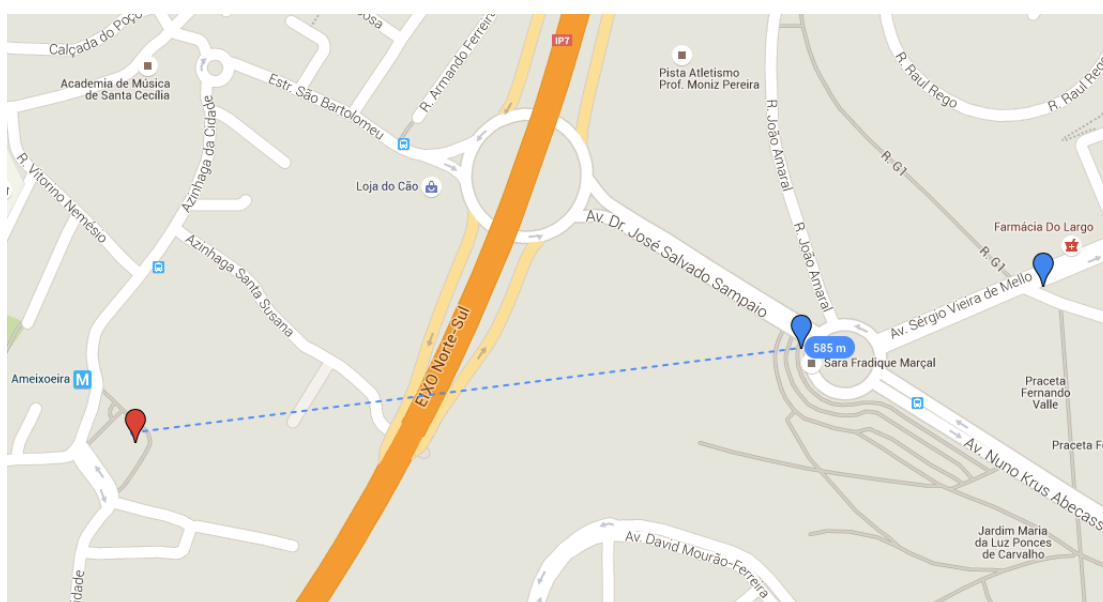 Calçada do Poço
Academia de Música
de Santa Cecília
Estr. São Bartolomeu
R. Armando Ferreira
IP7
Pista Atletismo
Prof. Moniz Pereira
R. Raul Rego
R. Raul Rego
R. João Amaral
R. G1
Azinhaga da Cidade
R. Vitorino Nemésio
Loja do Cão
Av. Dr. José Salvado Sampaio
Farmácia Do Largo
Azinhaga Santa Susana
R. João Amaral
R. G1
Av. Sérgio Vieira de Mello
EIXO Norte-Sul
585 m
Sara Fradique Marçal
Ameixoeira M
Praceta
Fernando
Valle
Praceta F
Av. Nuno Krus Abecass
Jardim Maria
da Luz Ponces
de Carvalho
Av. David Mourão-Ferreira
idade